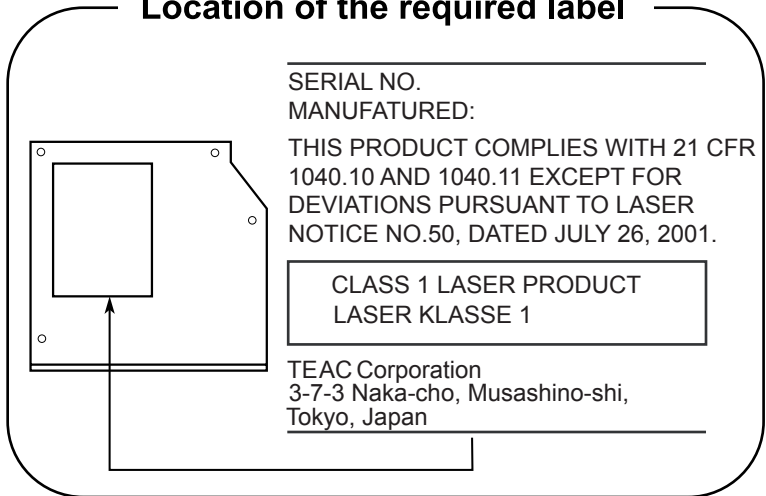 Location of the required label
SERIAL NO.
MANUFATURED:
THIS PRODUCT COMPLIES WITH 21 CFR
1040.10 AND 1040.11 EXCEPT FOR
DEVIATIONS PURSUANT TO LASER
NOTICE NO.50, DATED JULY 26, 2001.
CLASS 1 LASER PRODUCT
LASER KLASSE 1
TEAC Corporation
3-7-3 Naka-cho, Musashino-shi,
Tokyo, Japan